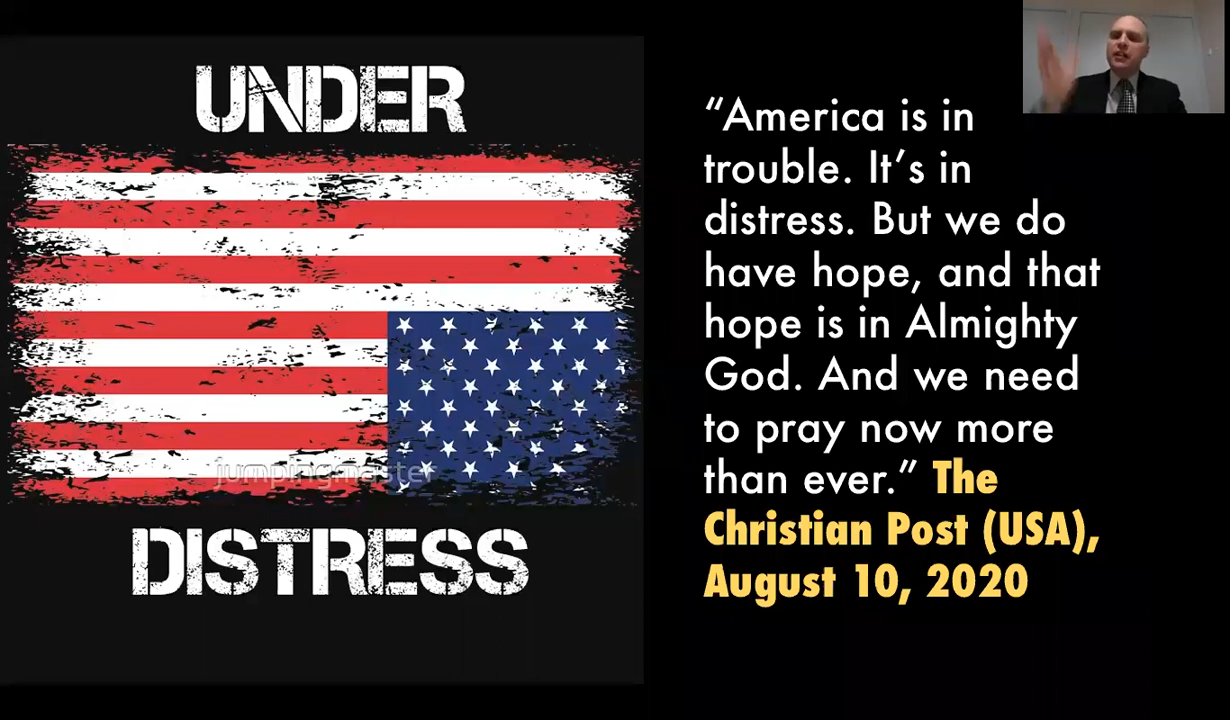 UNDER
jumpingmaster
DISTRESS
“America is in
trouble. It’s in
distress. But we do
have hope, and that
hope is in Almighty
God. And we need
to pray now more
than ever.” The
Christian Post (USA),
August 10, 2020